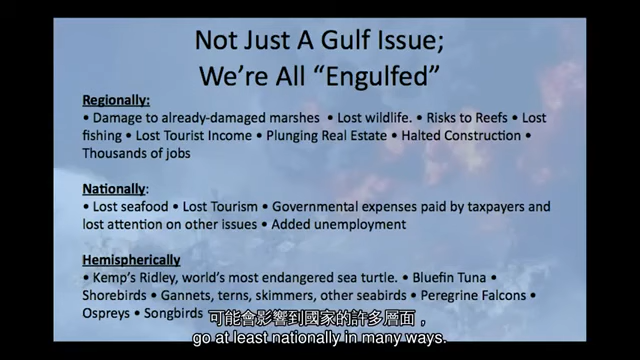 Not Just A Gulf Issue;
We're All “Engulfed”
Regionally:
• Damage to already-damaged marshes • Lost wildlife. • Risks to Reefs • Lost
fishing • Lost Tourist Income • Plunging Real Estate • Halted Construction •
Thousands of jobs
Nationally:
• Lost seafood • Lost Tourism • Governmental expenses paid by taxpayers and
lost attention on other issues • Added unemployment
Hemispherically
• Kemp's Ridley, world's most endangered sea turtle. • Bluefin Tuna •
Shorebirds • Gannets, terns, skimmers, other seabirds • Peregrine Falcons •
Ospreys • Songbirds
可能會影響到國家的許多層面，
go at least nationally in many ways.